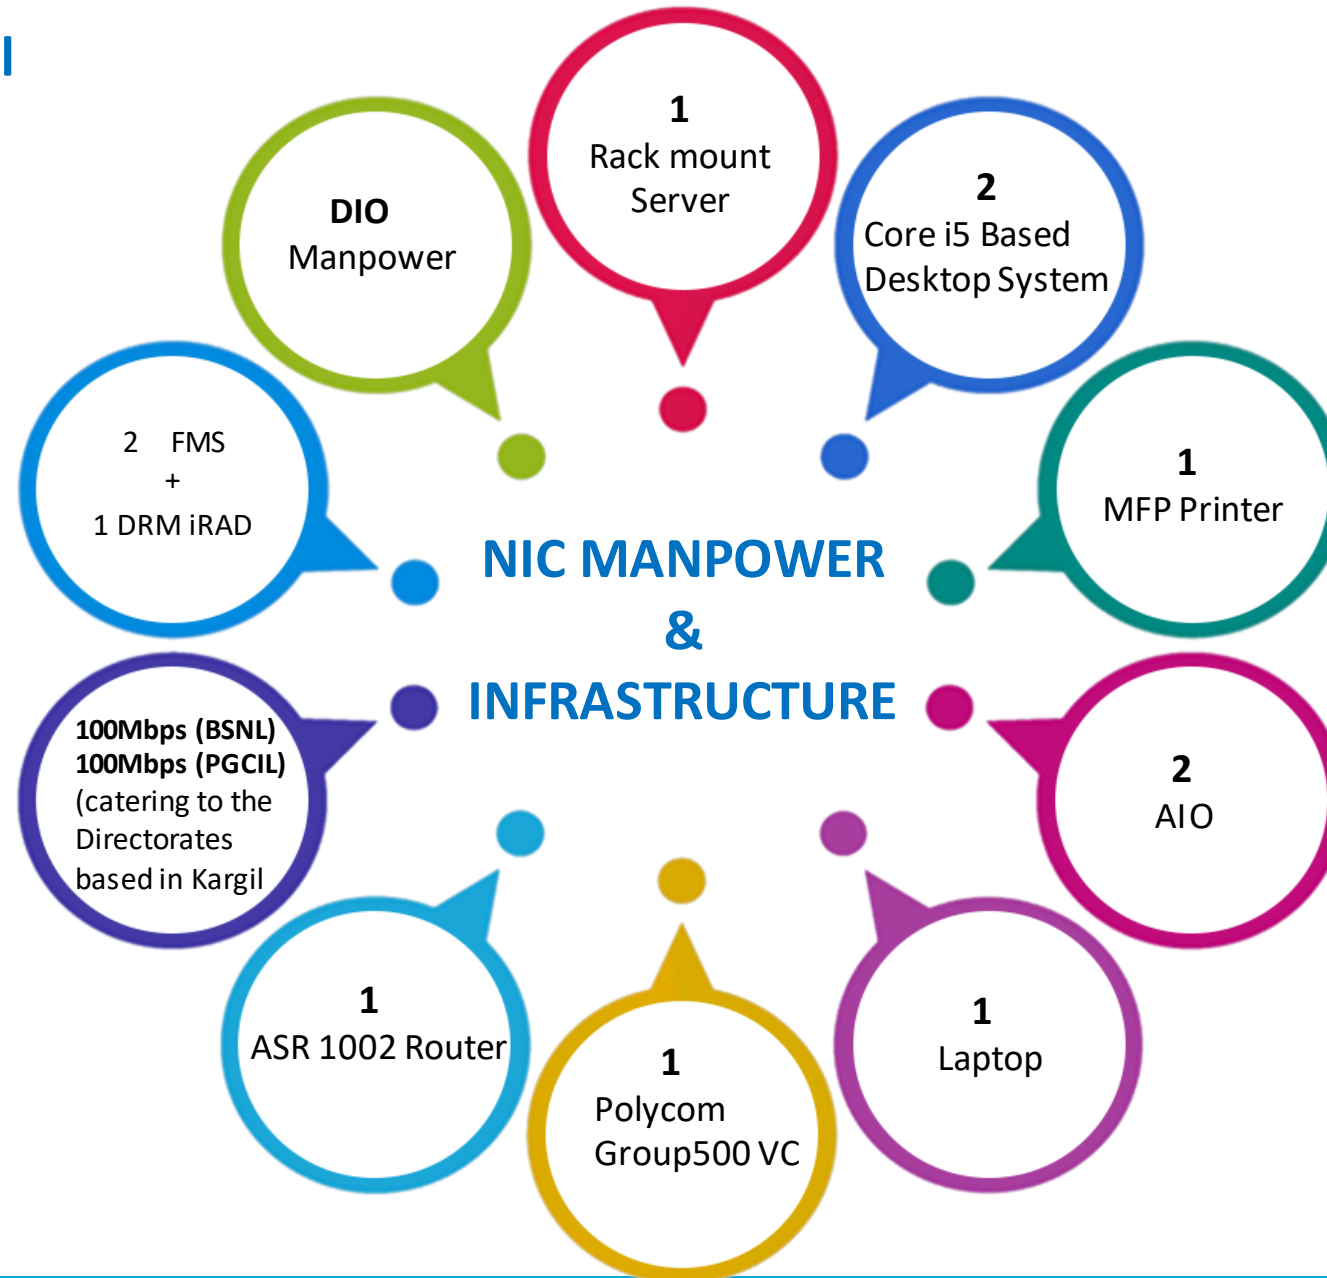 1
Rack mount
Server
2
Core i5 Based
Desktop System
1
MFP Printer
2
AIO
1
Laptop
1
Polycom
Group500 VC
1
ASR 1002 Router
100Mbps (BSNL)
100Mbps (PGCIL)
(catering to the
Directorates
based in Kargil
2 FMS
+
1 DRM iRAD
DIO
Manpower
NIC MANPOWER
&
INFRASTRUCTURE